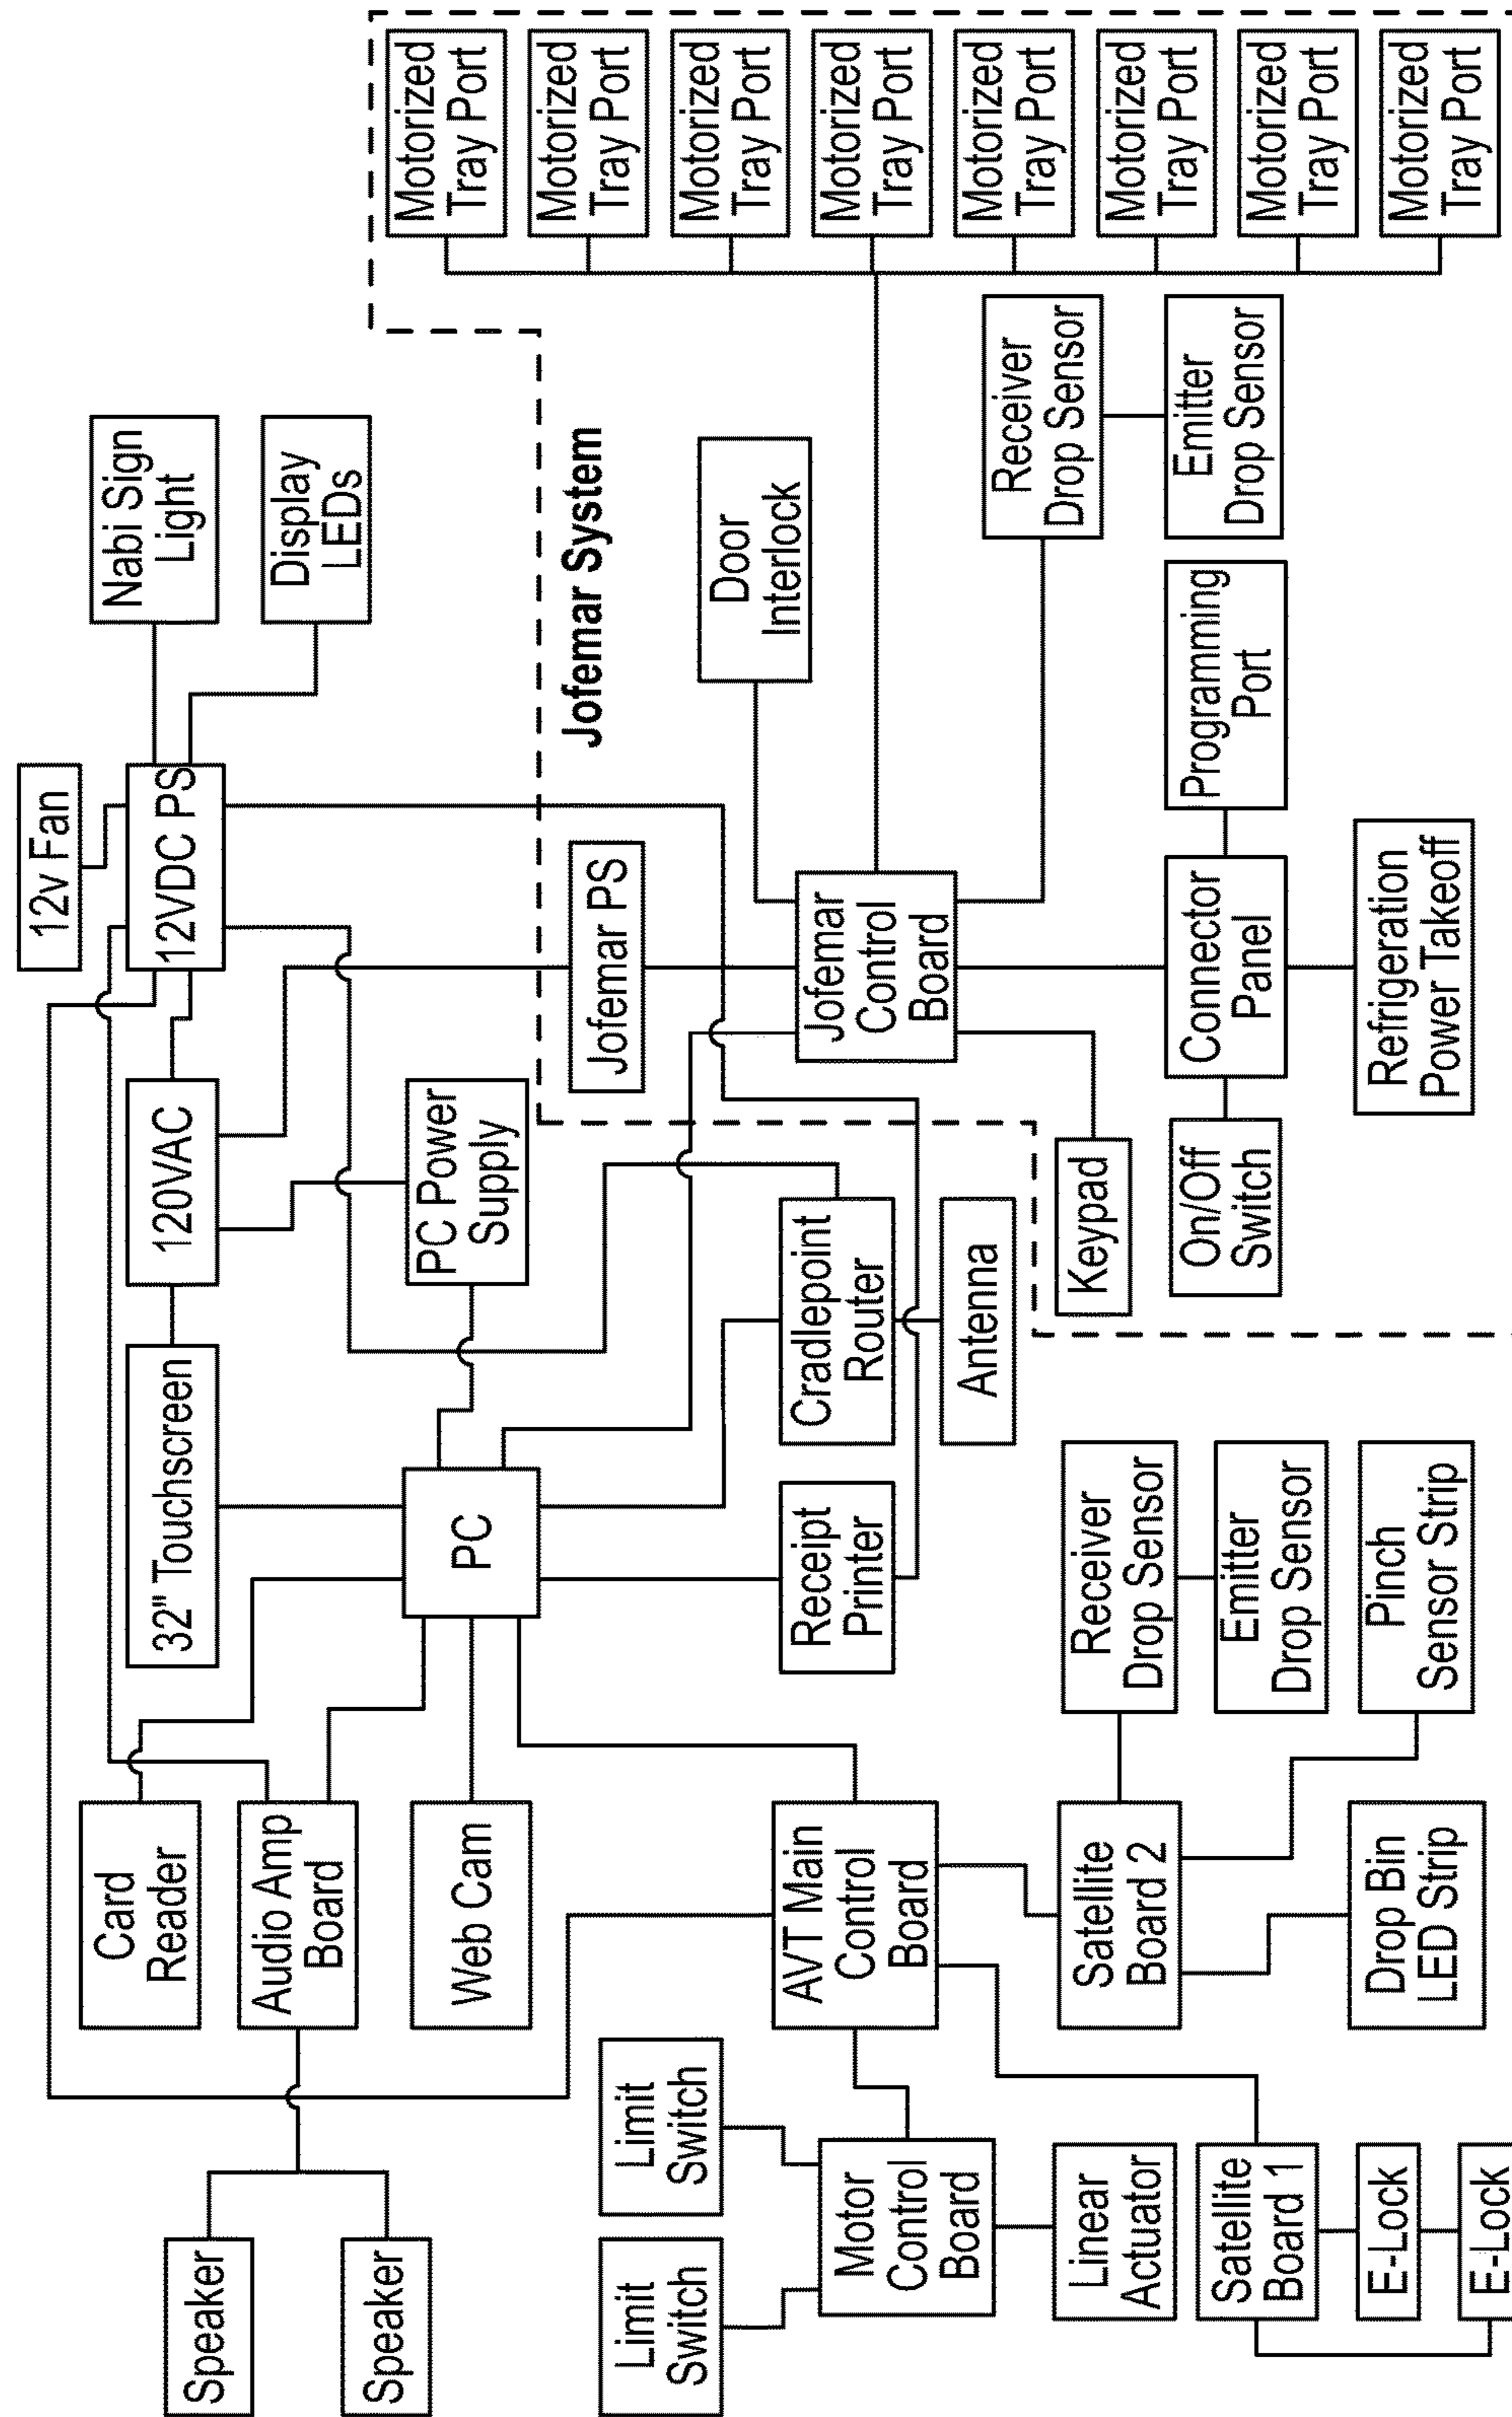 Speaker
Speaker
Card
Reader
Audio Amp
Board
Web Cam
32" Touchscreen
120VAC
12VDC PS
12v Fan
Nabi Sign
Light
Display
LEDs
PC
PC Power
Supply
Limit
Switch
Limit
Switch
Motor
Control
Board
Linear
Actuator
Satellite
Board 1
E-Lock
E-Lock
AVT Main
Control
Board
Satellite
Board 2
Drop Bin
LED Strip
Receiver
Drop Sensor
Emitter
Drop Sensor
Pinch
Sensor Strip
Receipt
Printer
Cradlepoint
Router
Antenna
Jofemar System
Jofemar PS
Jofemar
Control
Board
Door
Interlock
Keypad
On/Off
Switch
Connector
Panel
Programming
Port
Refrigeration
Power Takeoff
Receiver
Drop Sensor
Emitter
Drop Sensor
Motorized
Tray Port
Motorized
Tray Port
Motorized
Tray Port
Motorized
Tray Port
Motorized
Tray Port
Motorized
Tray Port
Motorized
Tray Port
Motorized
Tray Port